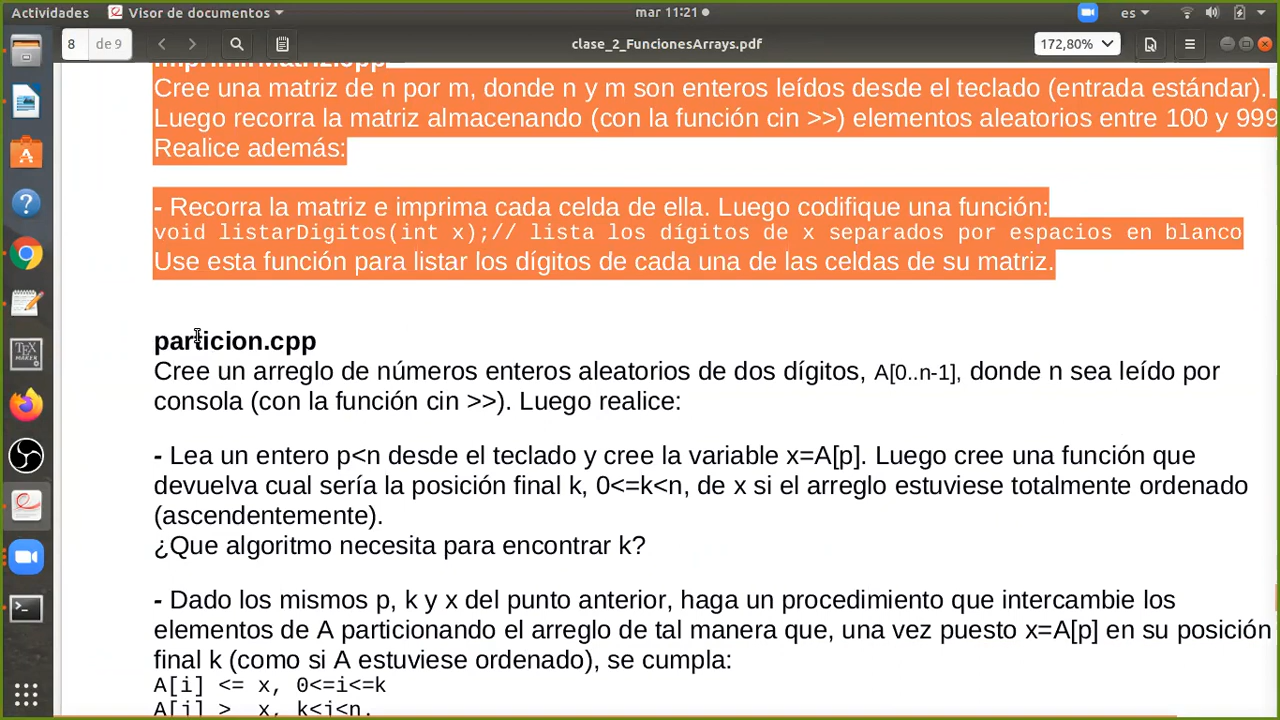 Actividades
Visor de documentos
mar 11:21
es
8
de 9
clase_2_FuncionesArrays.pdf
172,80%
ImprimirMatriz.cpp
Cree una matriz de n por m, donde n y m son enteros leídos desde el teclado (entrada estándar).
Luego recorra la matriz almacenando (con la función cin >>) elementos aleatorios entre 100 y 999
Realice además:
- Recorra la matriz e imprima cada celda de ella. Luego codifique una función:
void listarDigitos(int x);// lista los dígitos de x separados por espacios en blanco
Use esta función para listar los dígitos de cada una de las celdas de su matriz.
particion.cpp
Cree un arreglo de números enteros aleatorios de dos dígitos, A[0..n-1], donde n sea leído por
consola (con la función cin >>). Luego realice:
- Lea un entero p<n desde el teclado y cree la variable x=A[p]. Luego cree una función que
devuelva cual sería la posición final k, 0<=k<n, de x si el arreglo estuviese totalmente ordenado
(ascendentemente).
¿Que algoritmo necesita para encontrar k?
- Dado los mismos p, k y x del punto anterior, haga un procedimiento que intercambie los
elementos de A particionando el arreglo de tal manera que, una vez puesto x=A[p] en su posición
final k (como si A estuviese ordenado), se cumpla:
A[i] <= x, 0<=i<=k
A[j] > x, k<j<n.